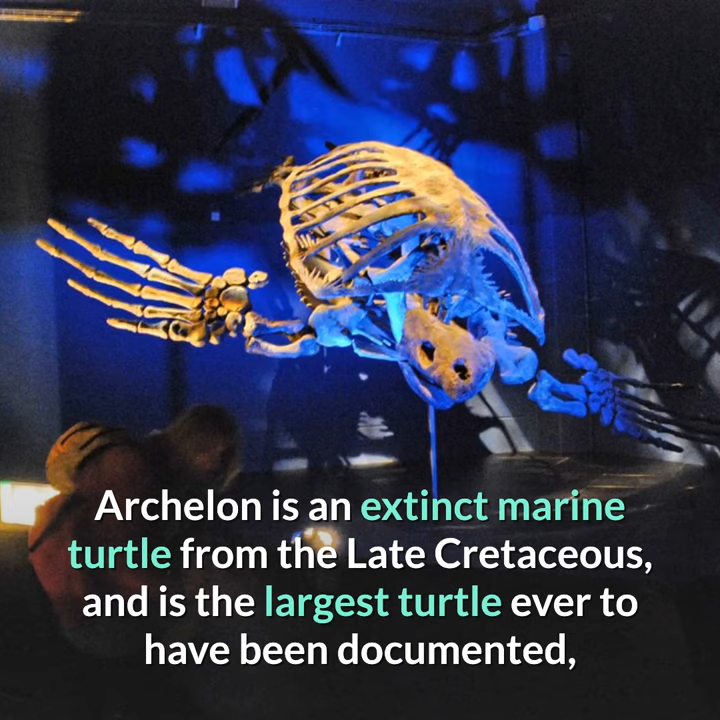 Archelon is an extinct marine
turtle from the Late Cretaceous,
and is the largest turtle ever to
have been documented,